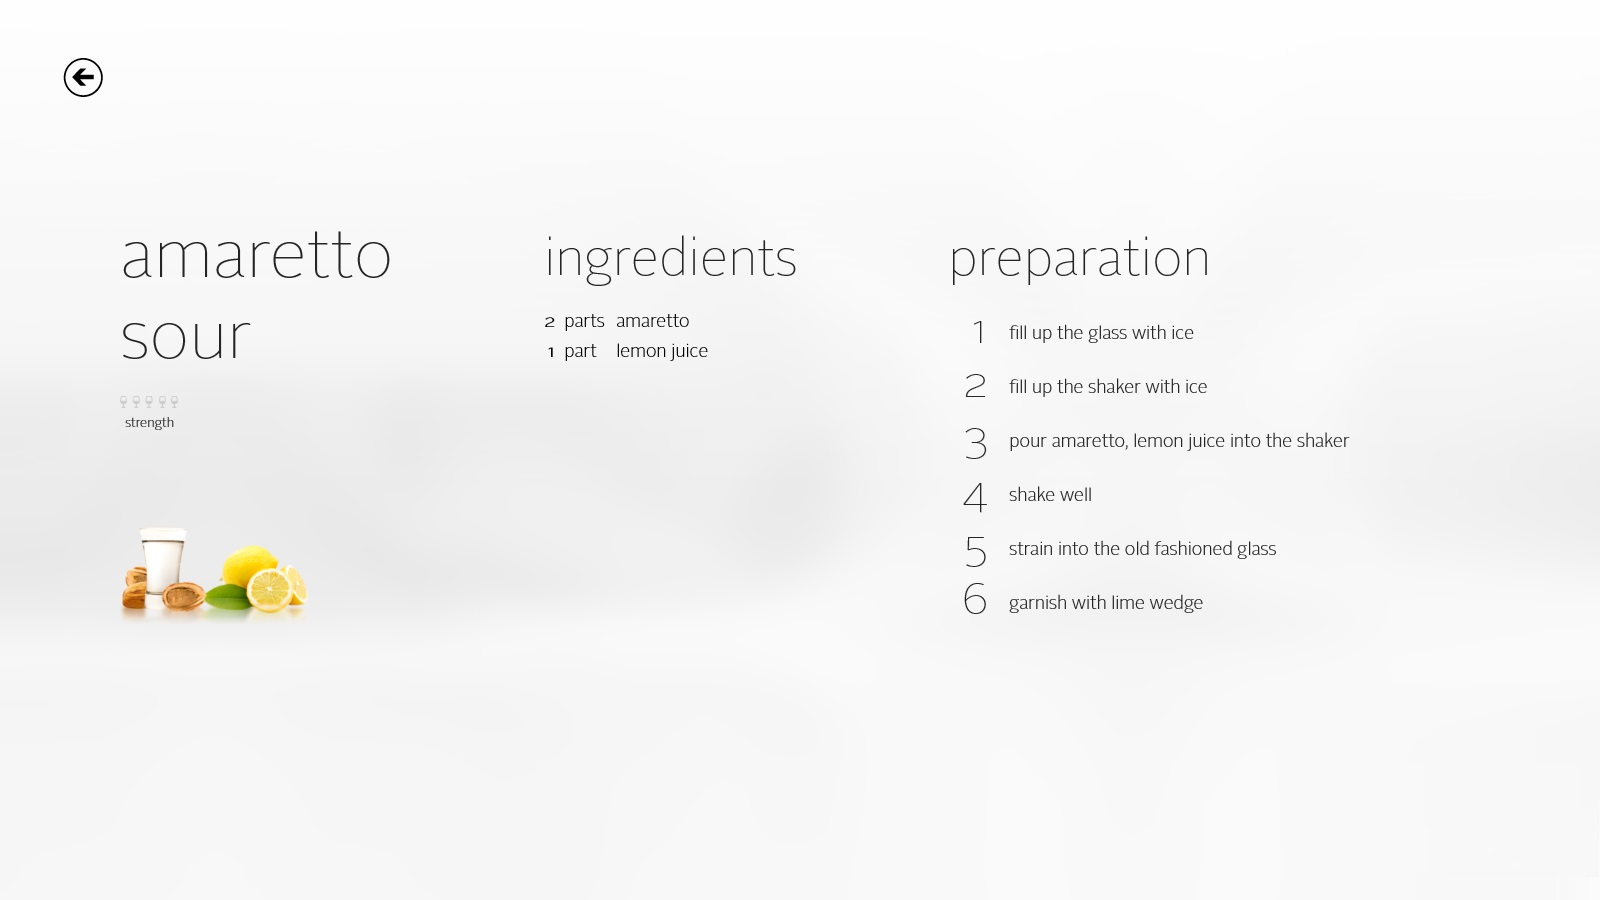 amaretto
sour
strength
ingredients
2 parts amaretto
1 part lemon juice
preparation
1 fill up the glass with ice
2 fill up the shaker with ice
3 pour amaretto, lemon juice into the shaker
4 shake well
5 strain into the old fashioned glass
6 garnish with lime wedge